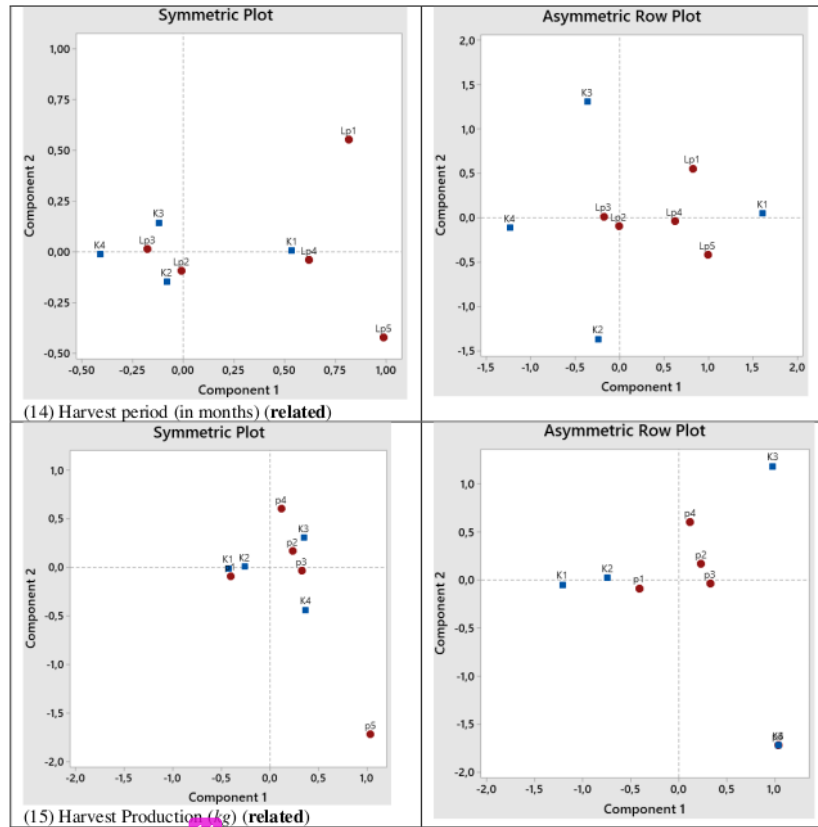 Symmetric Plot
1,00
0,75
0,50
0,25
0,00
-0,25
-0,50
Component 2
Lp1
K3
K4
Lp3
Lp2
K2
K1
Lp4
Lp5
-0,50 -0,25 0,00 0,25 0,50 0,75 1,00
Component 1
(14) Harvest period (in months) (related)
Asymmetric Row Plot
2,0
1,5
1,0
0,5
0,0
-0,5
-1,0
-1,5
Component 2
K3
Lp1
K1
Lp3
Lp2
Lp4
K4
Lp5
K2
-1,5 -1,0 -0,5 0,0 0,5 1,0 1,5 2,0
Component 1
Symmetric Plot
1,0
0,5
0,0
-0,5
-1,0
-1,5
-2,0
Component 2
p4
K3
p2
K1
K2
p3
K4
p5
-2,0 -1,5 -1,0 -0,5 0,0 0,5 1,0
Component 1
(15) Harvest Production (kg) (related)
Asymmetric Row Plot
1,0
0,5
0,0
-0,5
-1,0
-1,5
-2,0
Component 2
K3
p4
p2
K1
K2
p1
p3
-2,0 -1,5 -1,0 -0,5 0,0 0,5 1,0
Component 1